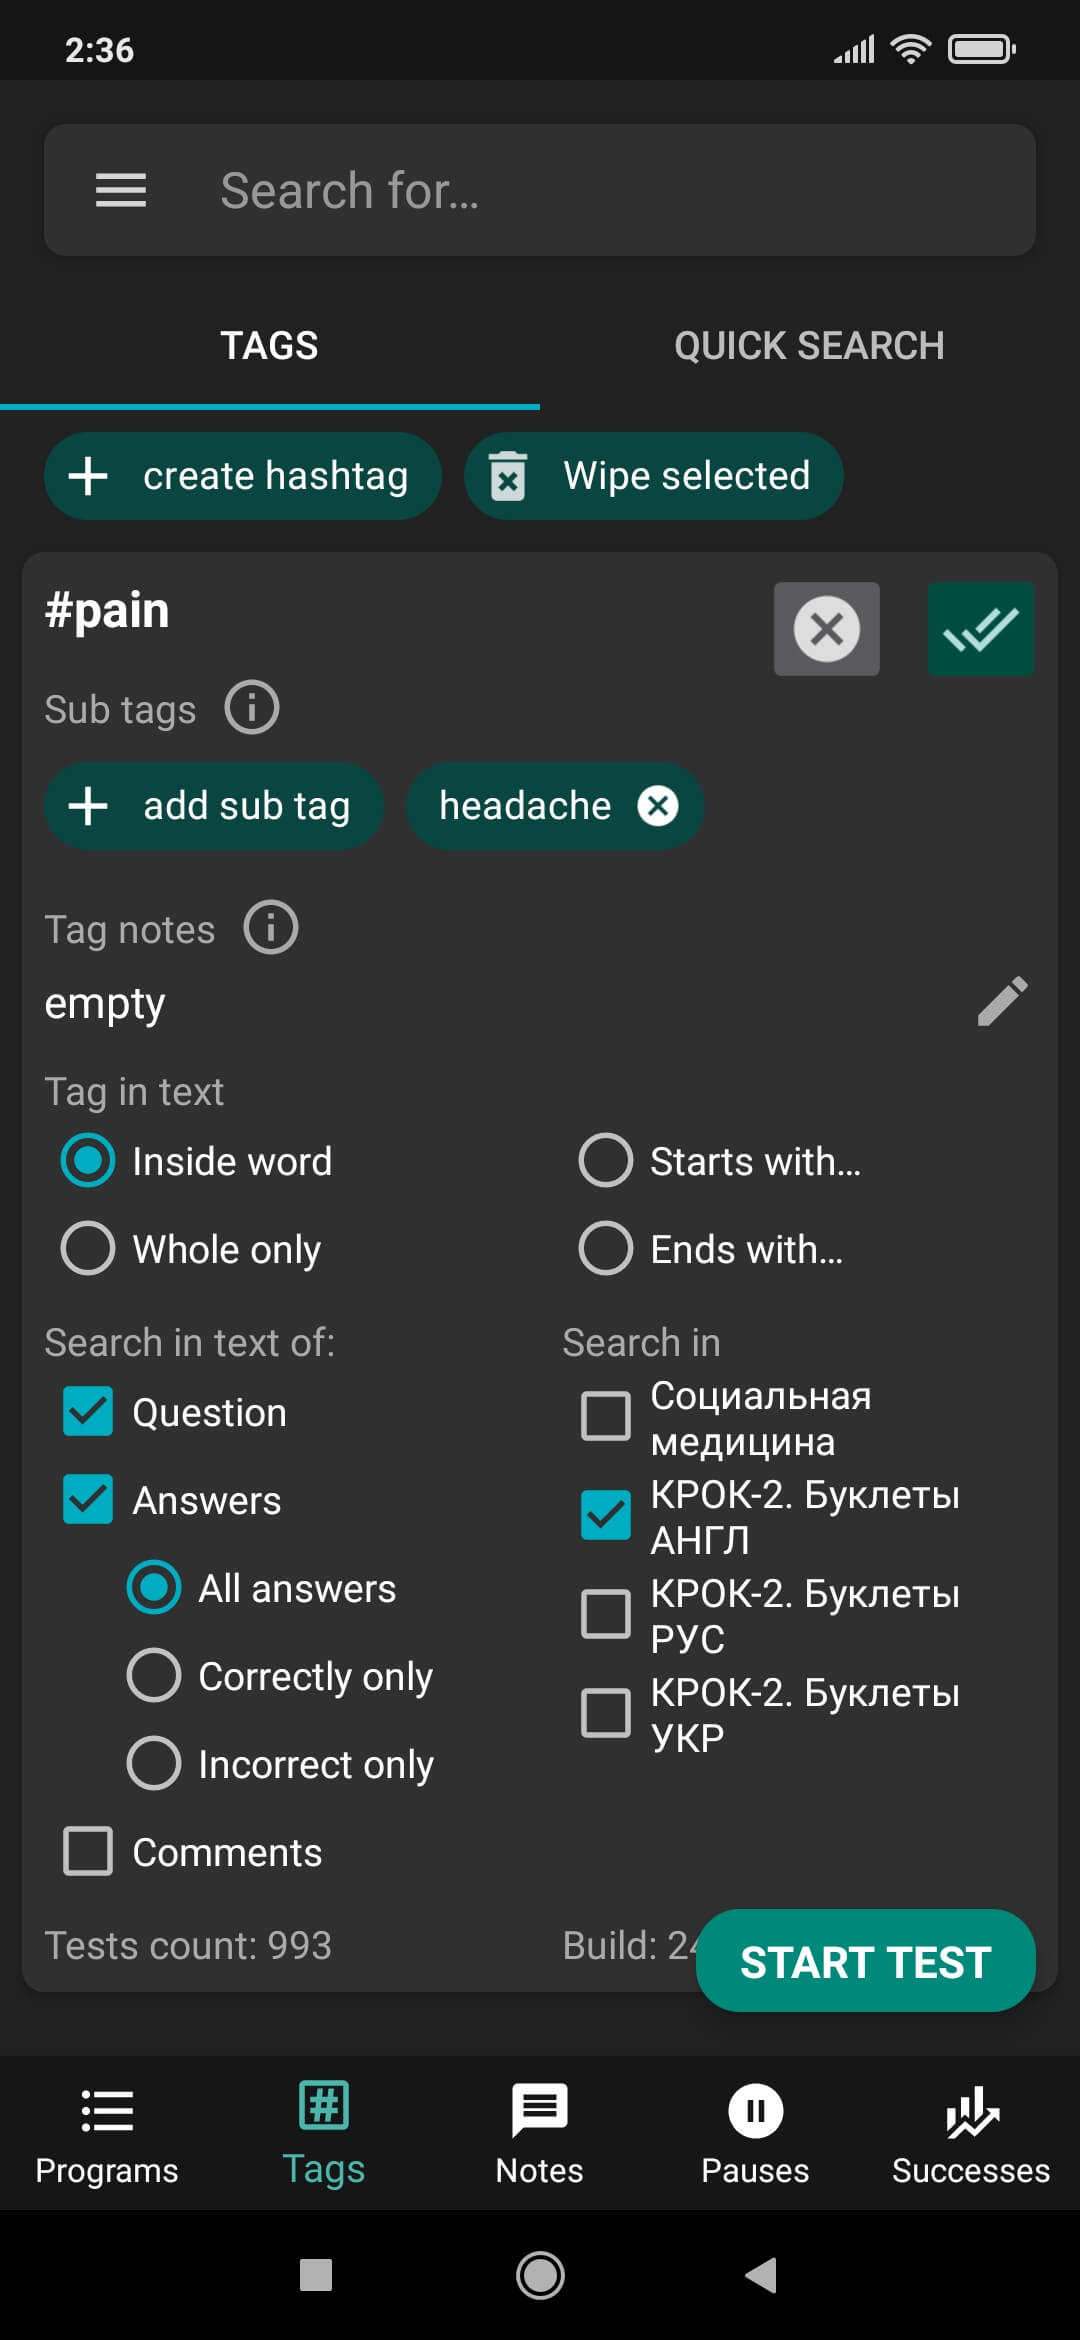 2:36
Search for...
TAGS
QUICK SEARCH
create hashtag
Wipe selected
#pain
Sub tags
add sub tag
headache
Tag notes
empty
Tag in text
Inside word
Starts with...
Whole only
Ends with...
Search in text of:
Question
Answers
All answers
Correctly only
Incorrect only
Comments
Search in
Социальная
медицина
КРОК-2. Буклеты
АНГЛ
КРОК-2. Буклеты
РУС
КРОК-2. Буклеты
УКР
Tests count: 993
Build:
START TEST
Programs
Tags
Notes
Pauses
Successes